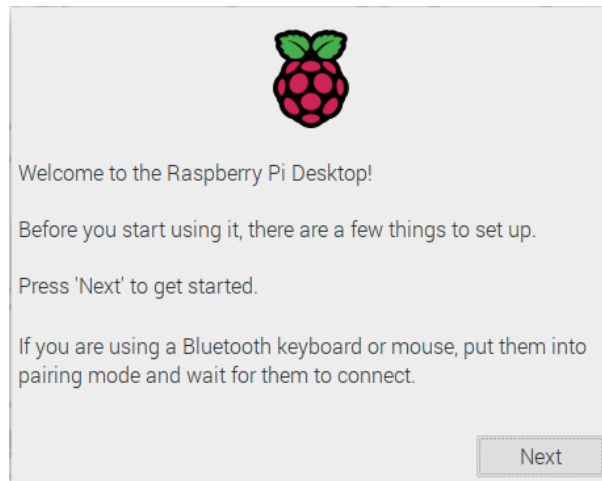 Welcome to the Raspberry Pi Desktop!
Before you start using it, there are a few things to set up.
Press 'Next' to get started.
If you are using a Bluetooth keyboard or mouse, put them into
pairing mode and wait for them to connect.
Next